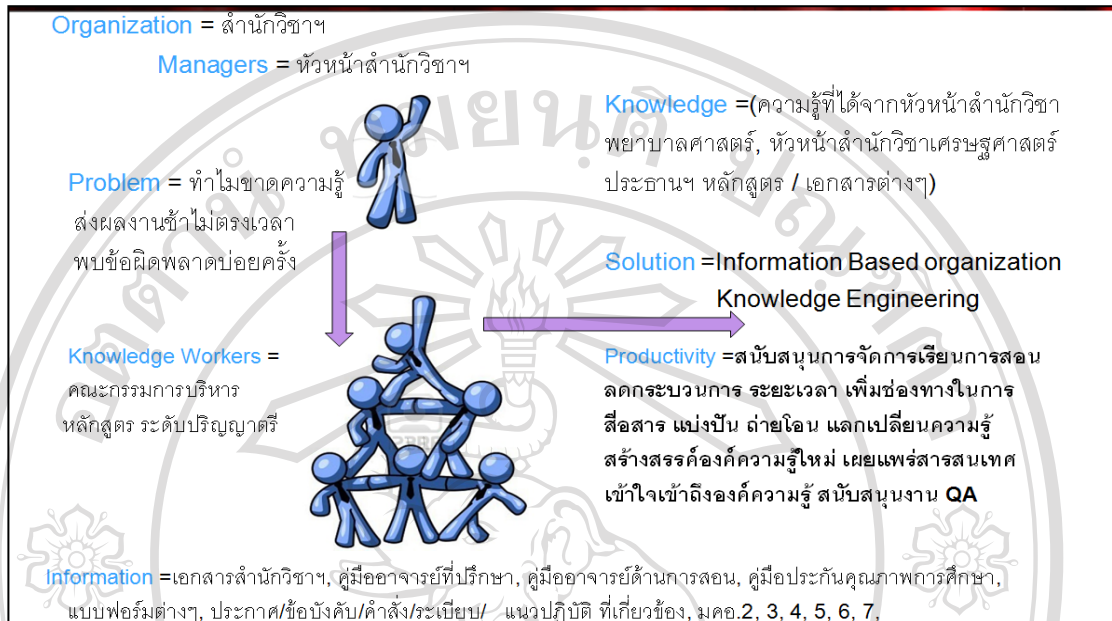 Organization = สำนักวิชาฯ
Managers = หัวหน้าสำนักวิชาฯ
Knowledge =(ความรู้ที่ได้จากหัวหน้าสำนักวิชา
พยาบาลศาสตร์, หัวหน้าสำนักวิชาเศรษฐศาสตร์
ประธานฯ หลักสูตร / เอกสารต่างๆ)
Problem = ทำไมขาดความรู้
ส่งผลงานช้าไม่ตรงเวลา
พบข้อผิดพลาดบ่อยครั้ง
Solution =Information Based organization
Knowledge Engineering
Knowledge Workers =
คณะกรรมการบริหาร
หลักสูตร ระดับปริญญาตรี
Productivity =สนับสนุนการจัดการเรียนการสอน
ลดกระบวนการ ระยะเวลา เพิ่มช่องทางในการ
สื่อสาร แบ่งปัน ถ่ายโอน แลกเปลี่ยนความรู้
สร้างสรรค์องค์ความรู้ใหม่ เผยแพร่สารสนเทศ
เข้าใจเข้าถึงองค์ความรู้ สนับสนุนงาน QA
Information =เอกสารสำนักวิชาฯ, คู่มืออาจารย์ที่ปรึกษา, คู่มืออาจารย์ด้านการสอน, คู่มือประกันคุณภาพการศึกษา,
แบบฟอร์มต่างๆ, ประกาศ/ข้อบังคับ/คำสั่ง/ระเบียบ/ แนวปฏิบัติ ที่เกี่ยวข้อง, มคอ.2, 3, 4, 5, 6, 7,